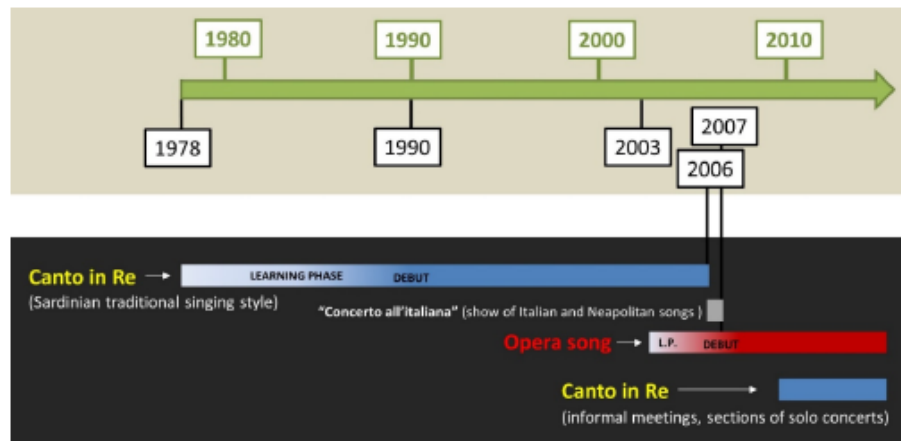 1980
1990
2000
2010
1978
1990
2003
2007
2006
Canto in Re
LEARNING PHASE
DEBUT
(Sardinian traditional singing style)
"Concerto all'italiana" (show of Italian and Neapolitan songs )
Opera song
L.P.
DEBUT
Canto in Re
(informal meetings, sections of solo concerts)